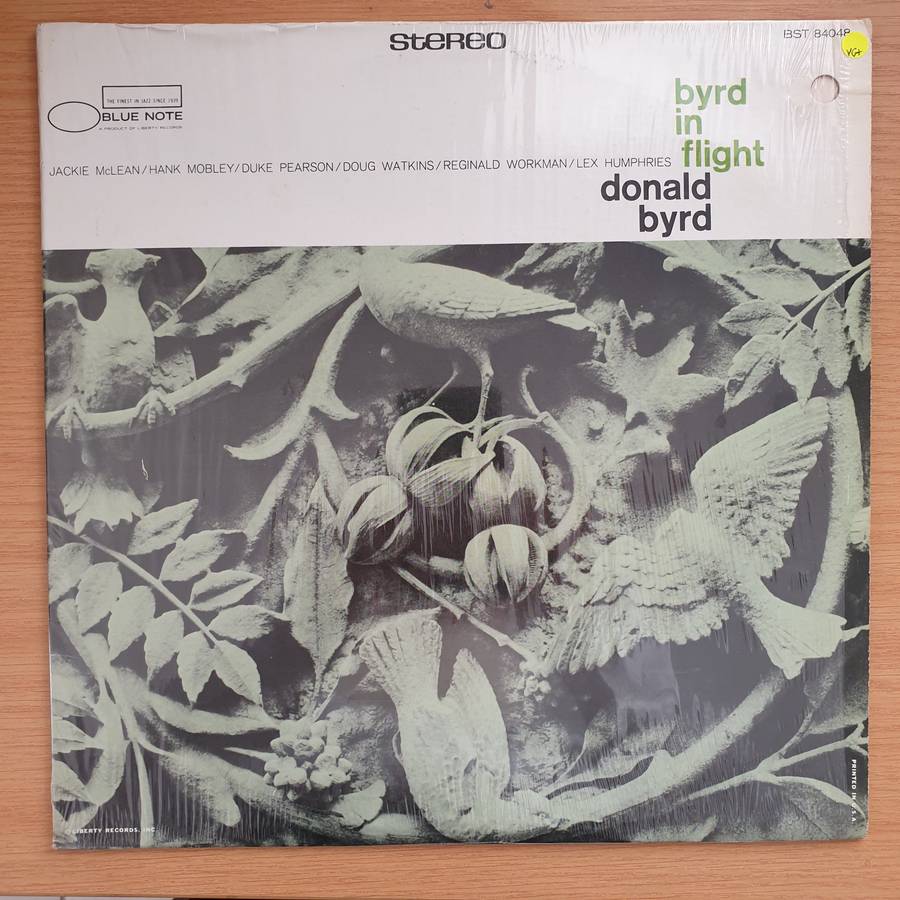 stereo
BST 84048
VG+
THE FINEST IN JAZZ SINCE 1939
BLUE NOTE
A PRODUCT OF LIBERTY RECORDS
byrd
in
flight
JACKIE McLEAN/HANK MOBLEY/DUKE PEARSON/DOUG WATKINS/REGINALD WORKMAN/LEX HUMPHRIES
donald
byrd
PRINTED IN U.S.A.
LIBERTY RECORDS, INC.